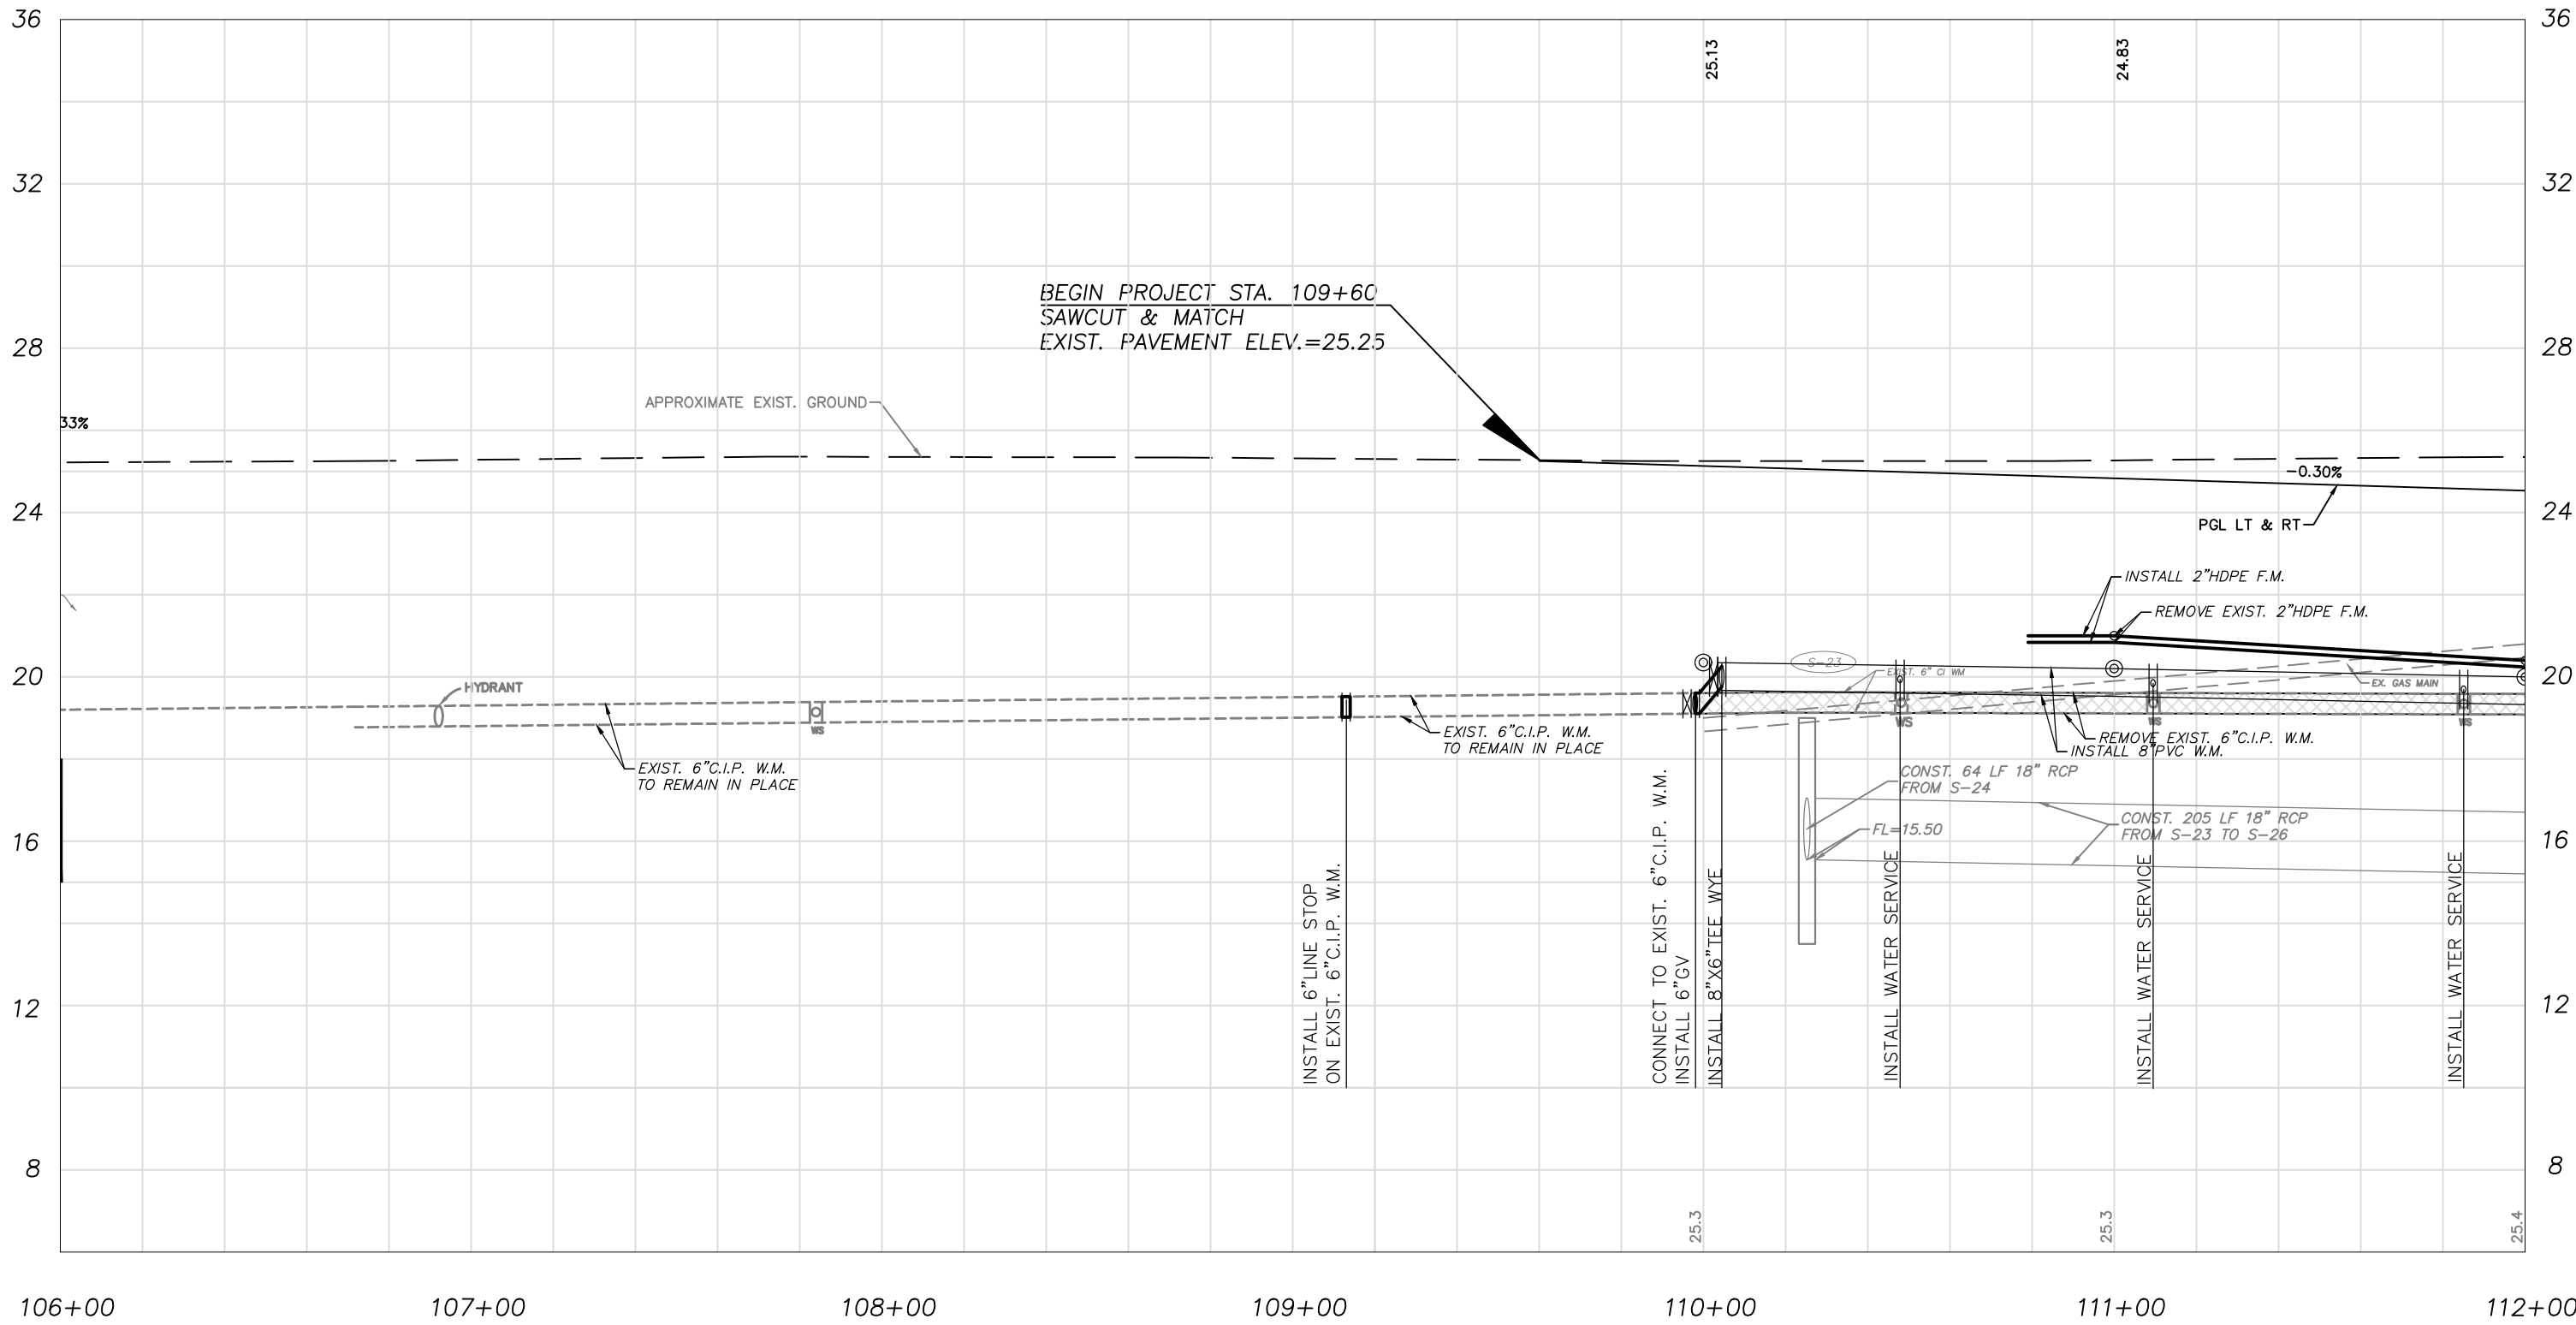 36
36
25.13
24.83
32
32
BEGIN PROJECT STA. 109+60
SAWCUT & MATCH
EXIST. PAVEMENT ELEV.=25.25
28
28
APPROXIMATE EXIST. GROUND
33%
-0.30%
24
24
PGL LT & RT
INSTALL 2"HDPE F.M.
REMOVE EXIST. 2"HDPE F.M.
20
20
S-23
EXIST. 6" CI WM
EX. GAS MAIN
HYDRANT
WS
WS
WS
WS
EXIST. 6"C.I.P. W.M.
TO REMAIN IN PLACE
EXIST. 6"C.I.P. W.M.
TO REMAIN IN PLACE
REMOVE EXIST. 6"C.I.P. W.M.
INSTALL 8"PVC W.M.
CONST. 64 LF 18" RCP
FROM S-24
CONST. 205 LF 18" RCP
FROM S-23 TO S-26
FL=15.50
16
16
INSTALL 6"LINE STOP
ON EXIST. 6"C.I.P. W.M.
CONNECT TO EXIST. 6"C.I.P. W.M.
INSTALL 6"GV
INSTALL 8"X6"TEE WYE
INSTALL WATER SERVICE
INSTALL WATER SERVICE
INSTALL WATER SERVICE
12
12
8
8
25.3
25.3
25.4
106+00
107+00
108+00
109+00
110+00
111+00
112+00